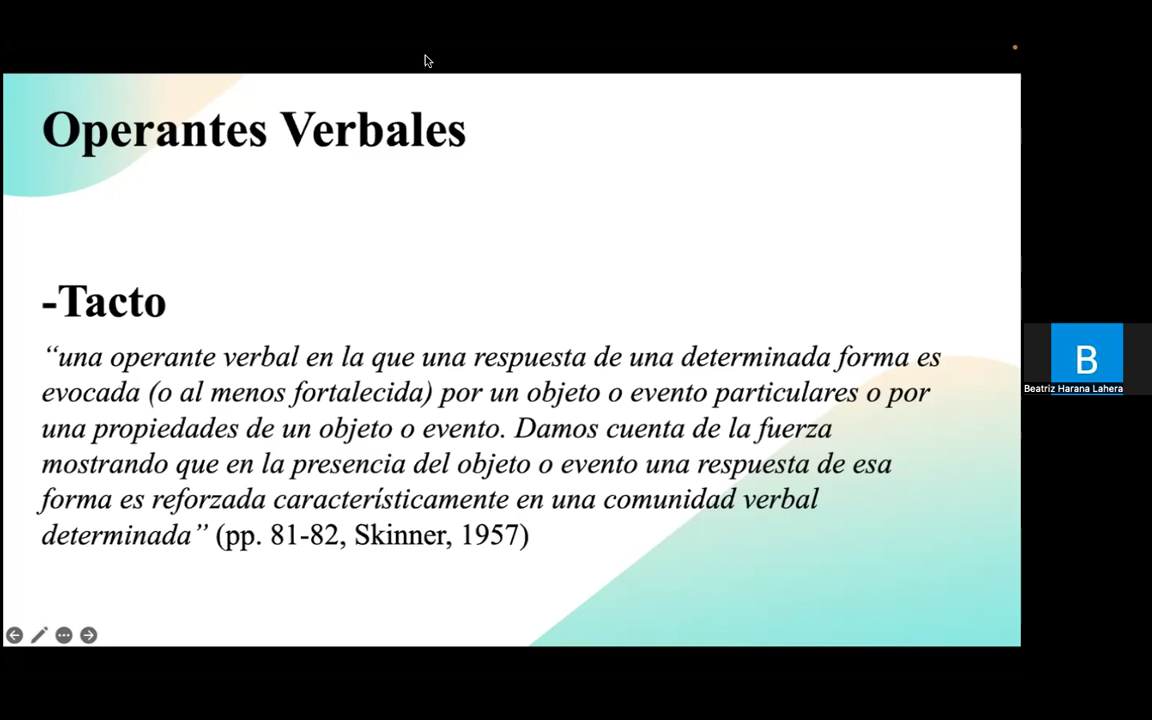 Operantes Verbales
-Tacto
“una operante verbal en la que una respuesta de una determinada forma es
evocada (o al menos fortalecida) por un objeto o evento particulares o por
una propiedades de un objeto o evento. Damos cuenta de la fuerza
mostrando que en la presencia del objeto o evento una respuesta de esa
forma es reforzada característicamente en una comunidad verbal
determinada” (pp. 81-82, Skinner, 1957)
B
Beatriz Harana Lahera